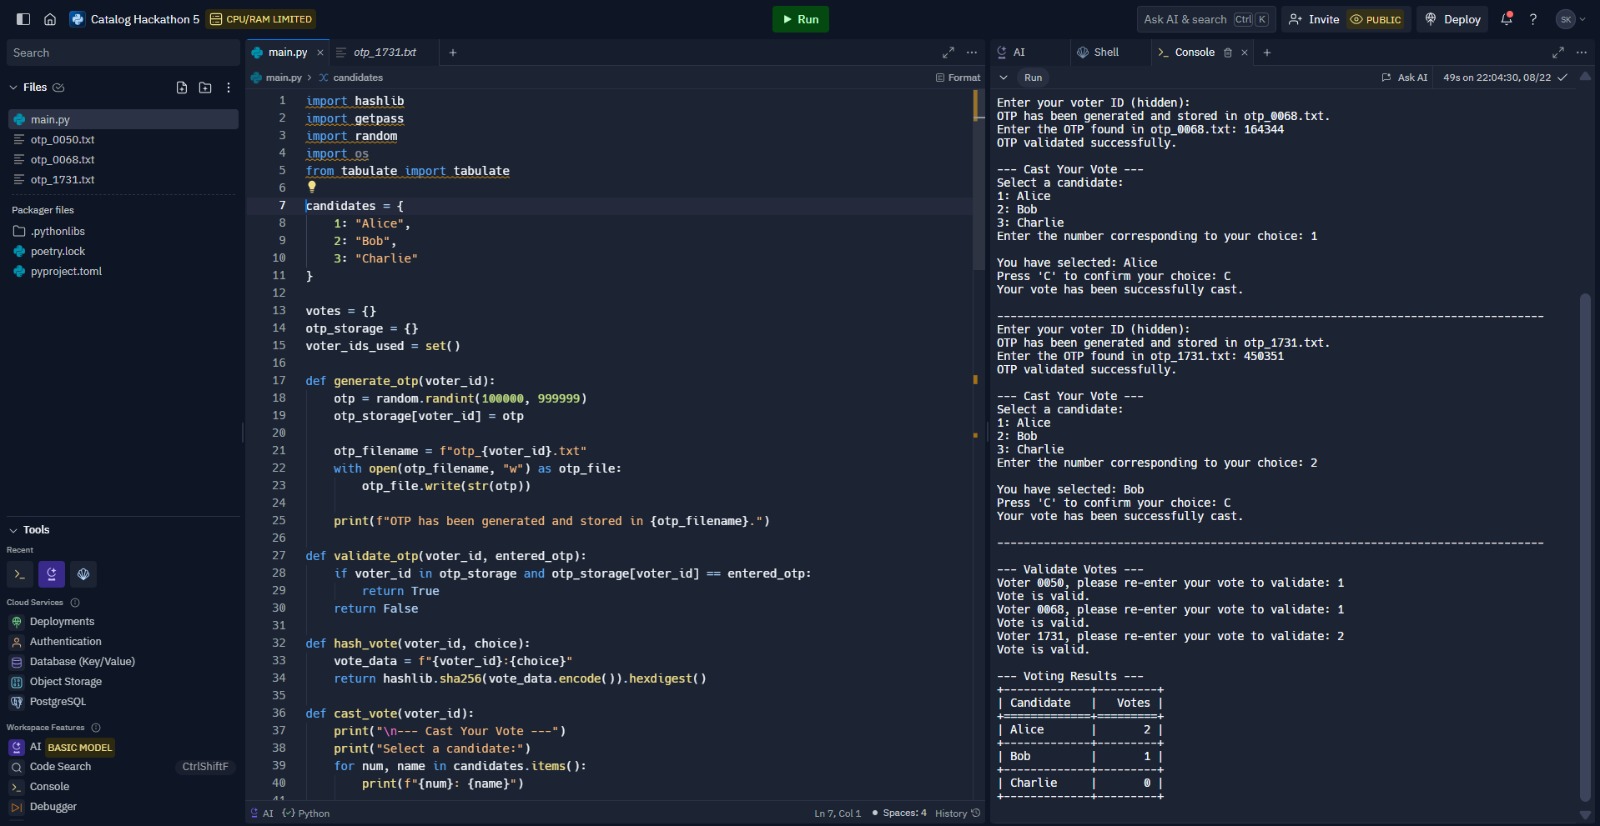 Catalog Hackathon 5 CPU/RAM LIMITED
Run
Ask AI & search Ctrl K
Invite PUBLIC
Deploy
?
SK
Search
Files
main.py
otp_0050.txt
otp_0068.txt
otp_1731.txt
Packager files
.pythonlibs
poetry.lock
pyproject.toml
Tools
Recent
Cloud Services
Deployments
Authentication
Database (Key/Value)
Object Storage
PostgreSQL
Workspace Features
AI BASIC MODEL
Code Search CtrlShiftF
Console
Debugger
main.py × otp_1731.txt +
main.py > candidates
Format
1 import hashlib
2 import getpass
3 import random
4 import os
5 from tabulate import tabulate
6
7 candidates = {
8     1: "Alice",
9     2: "Bob",
10     3: "Charlie"
11 }
12
13 votes = {}
14 otp_storage = {}
15 voter_ids_used = set()
16
17 def generate_otp(voter_id):
18     otp = random.randint(100000, 999999)
19     otp_storage[voter_id] = otp
20
21     otp_filename = f"otp_{voter_id}.txt"
22     with open(otp_filename, "w") as otp_file:
23         otp_file.write(str(otp))
24
25     print(f"OTP has been generated and stored in {otp_filename}.")
26
27 def validate_otp(voter_id, entered_otp):
28     if voter_id in otp_storage and otp_storage[voter_id] == entered_otp:
29         return True
30     return False
31
32 def hash_vote(voter_id, choice):
33     vote_data = f"{voter_id}:{choice}"
34     return hashlib.sha256(vote_data.encode()).hexdigest()
35
36 def cast_vote(voter_id):
37     print("\n--- Cast Your Vote ---")
38     print("Select a candidate:")
39     for num, name in candidates.items():
40         print(f"{num}: {name}")
41
AI {} Python
Ln 7, Col 1 • Spaces: 4 History
AI Shell >_ Console × +
Run
Ask AI 49s on 22:04:30, 08/22 ✓
Enter your voter ID (hidden):
OTP has been generated and stored in otp_0068.txt.
Enter the OTP found in otp_0068.txt: 164344
OTP validated successfully.

--- Cast Your Vote ---
Select a candidate:
1: Alice
2: Bob
3: Charlie
Enter the number corresponding to your choice: 1

You have selected: Alice
Press 'C' to confirm your choice: C
Your vote has been successfully cast.

--------------------------------------------------------------------------------
Enter your voter ID (hidden):
OTP has been generated and stored in otp_1731.txt.
Enter the OTP found in otp_1731.txt: 450351
OTP validated successfully.

--- Cast Your Vote ---
Select a candidate:
1: Alice
2: Bob
3: Charlie
Enter the number corresponding to your choice: 2

You have selected: Bob
Press 'C' to confirm your choice: C
Your vote has been successfully cast.

--------------------------------------------------------------------------------

--- Validate Votes ---
Voter 0050, please re-enter your vote to validate: 1
Vote is valid.
Voter 0068, please re-enter your vote to validate: 1
Vote is valid.
Voter 1731, please re-enter your vote to validate: 2
Vote is valid.

--- Voting Results ---
+-------------+---------+
| Candidate   |   Votes |
+=============+=========+
| Alice       |       2 |
+-------------+---------+
| Bob         |       1 |
+-------------+---------+
| Charlie     |       0 |
+-------------+---------+